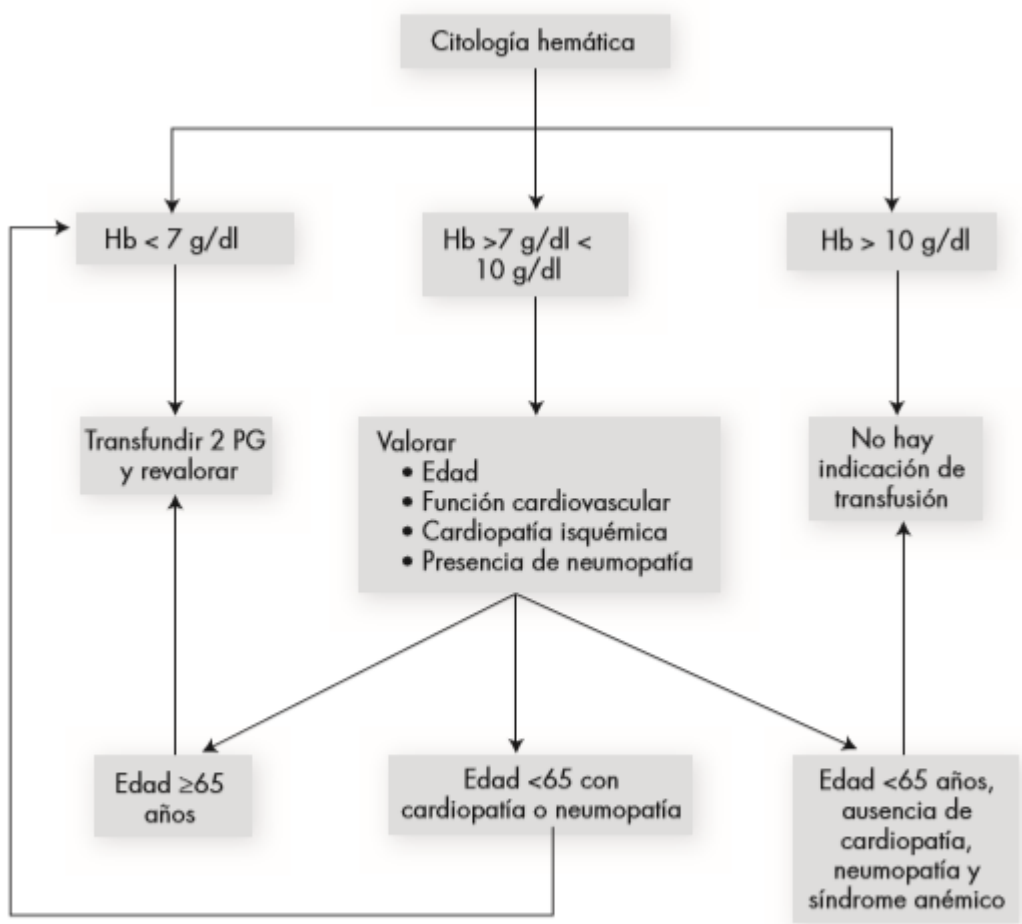 Citología hemática
Hb < 7 g/dl
Hb >7 g/dl <
10 g/dl
Hb > 10 g/dl
Transfundir 2 PG
y revalorar
Valorar
• Edad
• Función cardiovascular
• Cardiopatía isquémica
• Presencia de neumopatía
No hay
indicación de
transfusión
Edad ≥65
años
Edad <65 con
cardiopatía o neumopatía
Edad <65 años,
ausencia de
cardiopatía,
neumopatía y
síndrome anémico